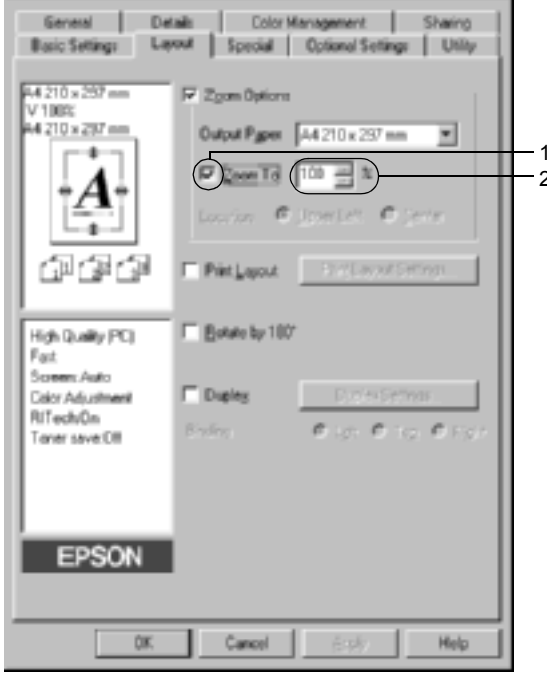 General Details Color Management Sharing
Basic Settings Layout Special Optional Settings Utility
A4 210 x 297 mm
V 100%
A4 210 x 297 mm
A
Zoom Options
Output Paper A4 210 x 297 mm
Zoom To 100 %
1
2
Location Upper Left Center
Print Layout Print Layout Settings...
Rotate by 180°
Duplex Duplex Settings...
Binding Left Top Right
High Quality (PC)
Fast
Screen: Auto
Color Adjustment
RITech:On
Toner save:Off
EPSON
OK Cancel Apply Help